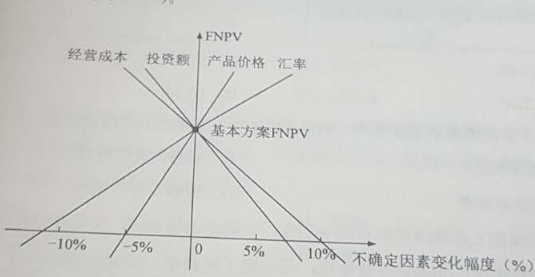 FNPV
经营成本 投资额 产品价格 汇率
基本方案FNPV
-10% -5% 0 5% 10%
不确定因素变化幅度（%）